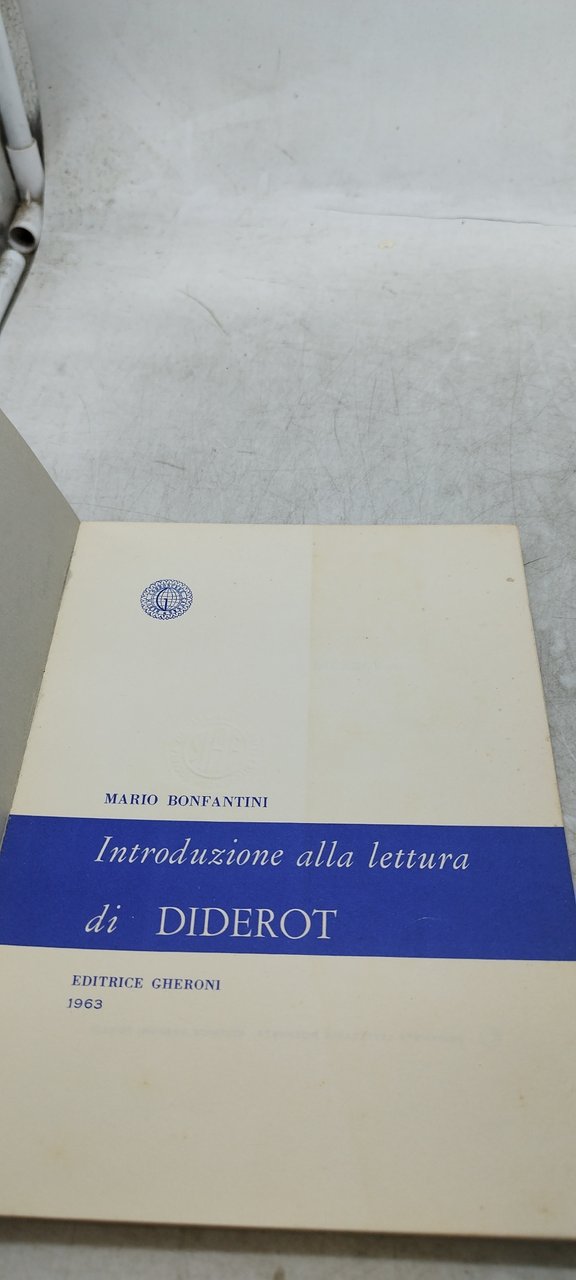 MARIO BONFANTINI
Introduzione alla lettura
di DIDEROT
EDITRICE GHERONI
1963